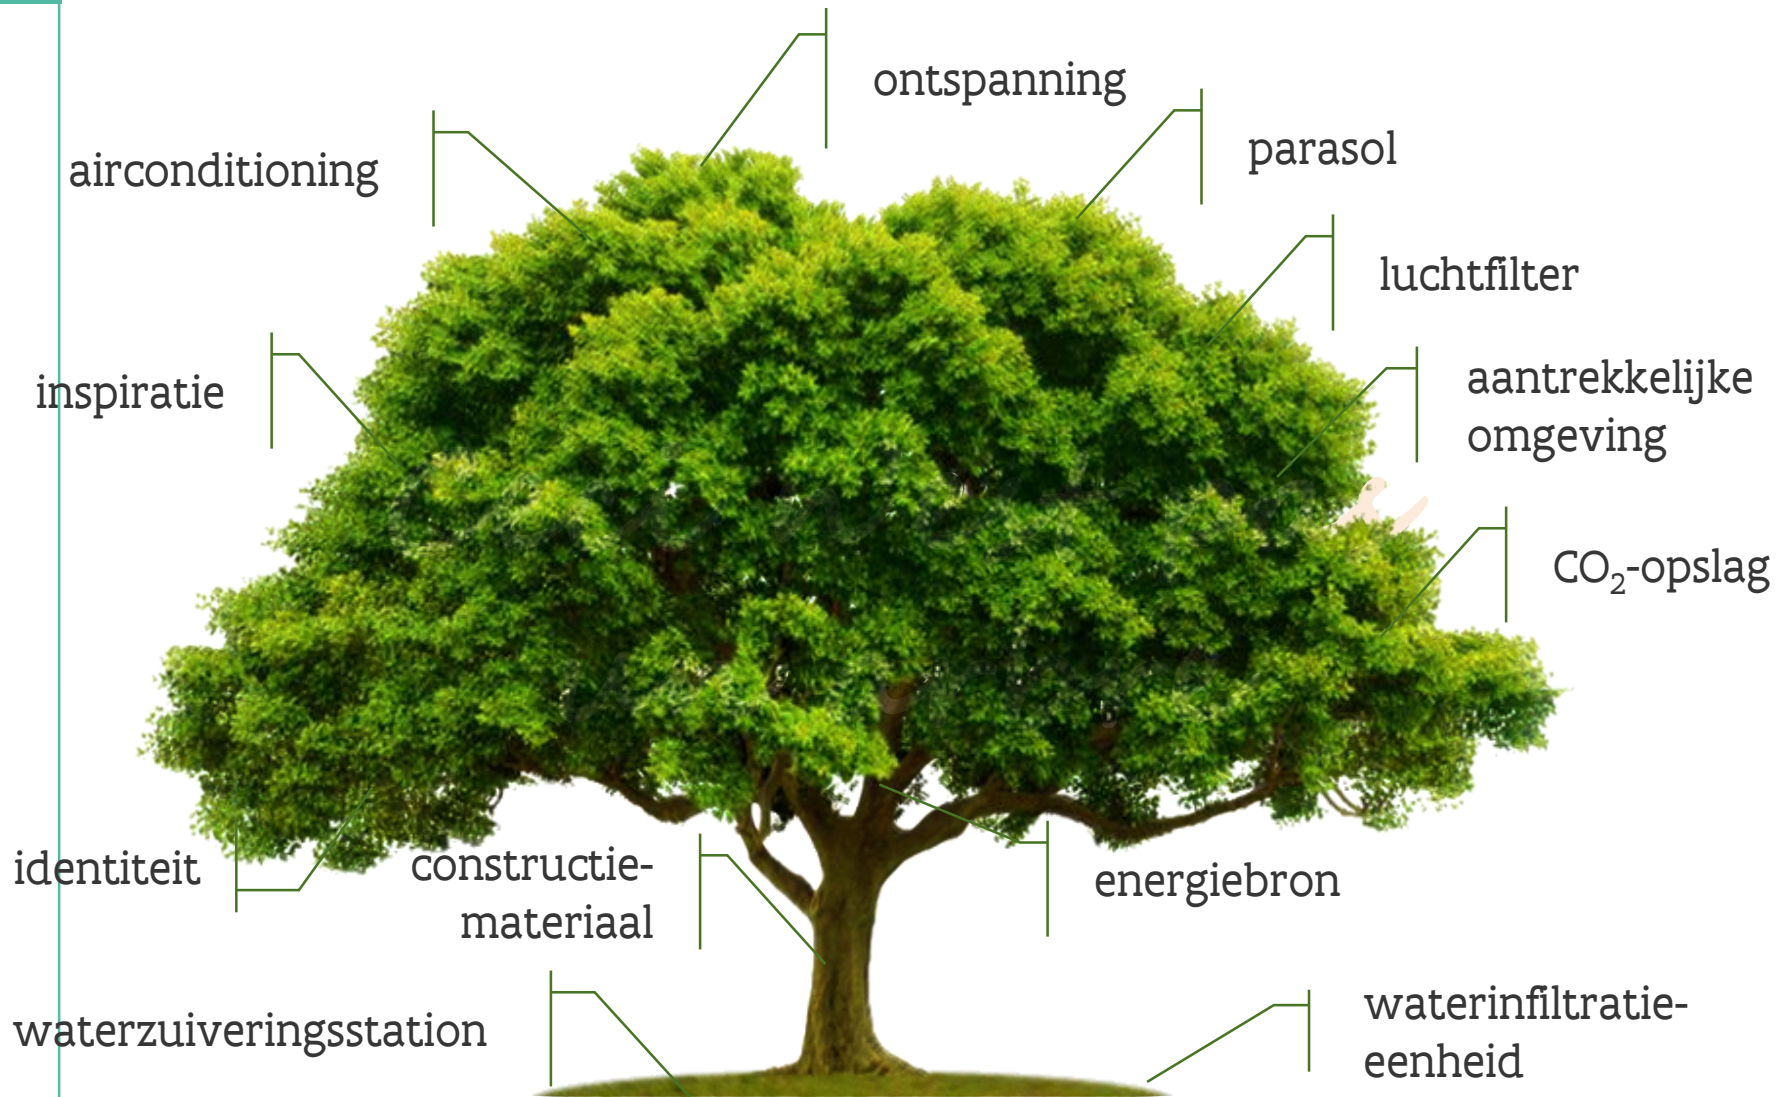 ontspanning
airconditioning
parasol
luchtfilter
inspiratie
aantrekkelijke
omgeving
CO₂-opslag
identiteit
constructie-
materiaal
energiebron
waterzuiveringsstation
waterinfiltratie-
eenheid